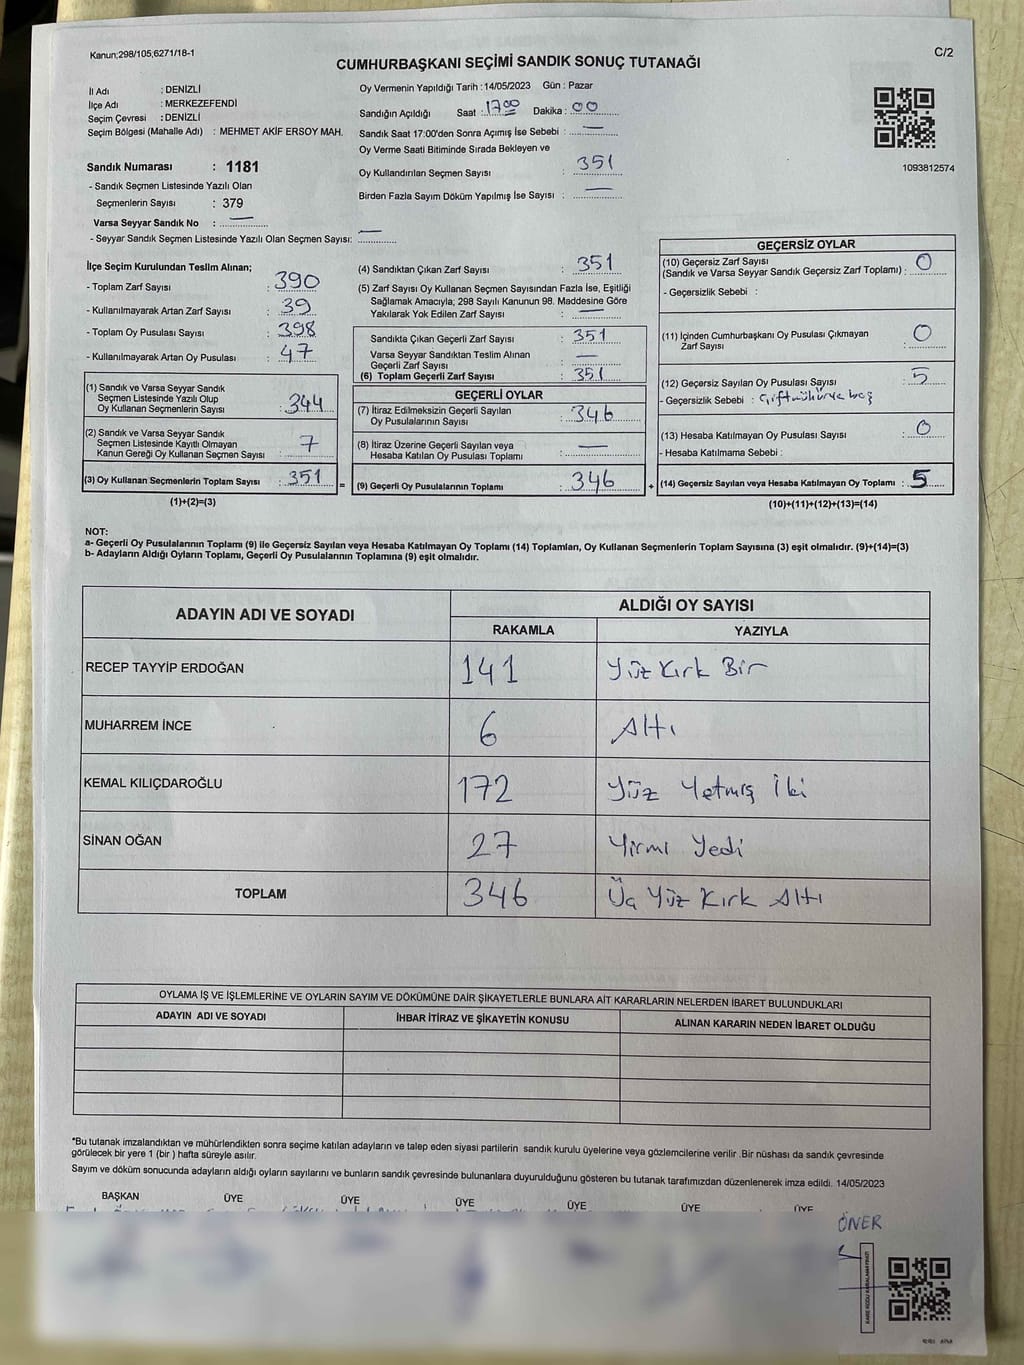 Kanun;298/105;6271/18-1
C/2
CUMHURBAŞKANI SEÇİMİ SANDIK SONUÇ TUTANAĞI
İl Adı : DENİZLİ
İlçe Adı : MERKEZEFENDİ
Seçim Çevresi : DENİZLİ
Seçim Bölgesi (Mahalle Adı) : MEHMET AKİF ERSOY MAH.
Sandık Numarası : 1181
- Sandık Seçmen Listesinde Yazılı Olan
Seçmenlerin Sayısı : 379
Varsa Seyyar Sandık No : —
- Seyyar Sandık Seçmen Listesinde Yazılı Olan Seçmen Sayısı: —
Oy Vermenin Yapıldığı Tarih : 14/05/2023 Gün : Pazar
Sandığın Açıldığı Saat : 17 00 Dakika : 00
Sandık Saat 17:00'den Sonra Açımış İse Sebebi : —
Oy Verme Saati Bitiminde Sırada Bekleyen ve
Oy Kullandırılan Seçmen Sayısı : 351
Birden Fazla Sayım Döküm Yapılmış İse Sayısı : —
1093812574
İlçe Seçim Kurulundan Teslim Alınan;
- Toplam Zarf Sayısı : 390
- Kullanılmayarak Artan Zarf Sayısı : 39
- Toplam Oy Pusulası Sayısı : 398
- Kullanılmayarak Artan Oy Pusulası : 47
(1) Sandık ve Varsa Seyyar Sandık
Seçmen Listesinde Yazılı Olup
Oy Kullanan Seçmenlerin Sayısı : 344
(2) Sandık ve Varsa Seyyar Sandık
Seçmen Listesinde Kayıtlı Olmayan
Kanun Gereği Oy Kullanan Seçmen Sayısı : 7
(3) Oy Kullanan Seçmenlerin Toplam Sayısı : 351
(1)+(2)=(3)
(4) Sandıktan Çıkan Zarf Sayısı : 351
(5) Zarf Sayısı Oy Kullanan Seçmen Sayısından Fazla İse, Eşitliği
Sağlamak Amacıyla; 298 Sayılı Kanunun 98. Maddesine Göre
Yakılarak Yok Edilen Zarf Sayısı : —
Sandıkta Çıkan Geçerli Zarf Sayısı : 351
Varsa Seyyar Sandıktan Teslim Alınan
Geçerli Zarf Sayısı : —
(6) Toplam Geçerli Zarf Sayısı : 351
GEÇERLİ OYLAR
(7) İtiraz Edilmeksizin Geçerli Sayılan
Oy Pusulalarının Sayısı : 346
(8) İtiraz Üzerine Geçerli Sayılan veya
Hesaba Katılan Oy Pusulası Toplamı : —
= (9) Geçerli Oy Pusulalarının Toplamı : 346
GEÇERSİZ OYLAR
(10) Geçersiz Zarf Sayısı
(Sandık ve Varsa Seyyar Sandık Geçersiz Zarf Toplamı) : 0
- Geçersizlik Sebebi :
(11) İçinden Cumhurbaşkanı Oy Pusulası Çıkmayan
Zarf Sayısı : 0
(12) Geçersiz Sayılan Oy Pusulası Sayısı : 5
- Geçersizlik Sebebi : Çift mühür ve boş
(13) Hesaba Katılmayan Oy Pusulası Sayısı : 0
- Hesaba Katılmama Sebebi :
+ (14) Geçersiz Sayılan veya Hesaba Katılmayan Oy Toplamı : 5
(10)+(11)+(12)+(13)=(14)
NOT:
a- Geçerli Oy Pusulalarının Toplamı (9) ile Geçersiz Sayılan veya Hesaba Katılmayan Oy Toplamı (14) Toplamları, Oy Kullanan Seçmenlerin Toplam Sayısına (3) eşit olmalıdır. (9)+(14)=(3)
b- Adayların Aldığı Oyların Toplamı, Geçerli Oy Pusulalarının Toplamına (9) eşit olmalıdır.
ADAYIN ADI VE SOYADI
ALDIĞI OY SAYISI
RAKAMLA YAZIYLA
RECEP TAYYİP ERDOĞAN 141 Yüz Kırk Bir
MUHARREM İNCE 6 Altı
KEMAL KILIÇDAROĞLU 172 Yüz Yetmiş İki
SİNAN OĞAN 27 Yirmi Yedi
TOPLAM 346 Üç Yüz Kırk Altı
OYLAMA İŞ VE İŞLEMLERİNE VE OYLARIN SAYIM VE DÖKÜMÜNE DAİR ŞİKAYETLERLE BUNLARA AİT KARARLARIN NELERDEN İBARET BULUNDUKLARI
ADAYIN ADI VE SOYADI İHBAR İTİRAZ VE ŞİKAYETİN KONUSU ALINAN KARARIN NEDEN İBARET OLDUĞU
*Bu tutanak imzalandıktan ve mühürlendikten sonra seçime katılan adayların ve talep eden siyasi partilerin sandık kurulu üyelerine veya gözlemcilerine verilir .Bir nüshası da sandık çevresinde
görülecek bir yere 1 (bir ) hafta süreyle asılır.
Sayım ve döküm sonucunda adayların aldığı oyların sayılarını ve bunların sandık çevresinde bulunanlara duyurulduğunu gösteren bu tutanak tarafımızdan düzenlenerek imza edildi. 14/05/2023
BAŞKAN ÜYE ÜYE ÜYE ÜYE ÜYE ÜYE
ÖNER